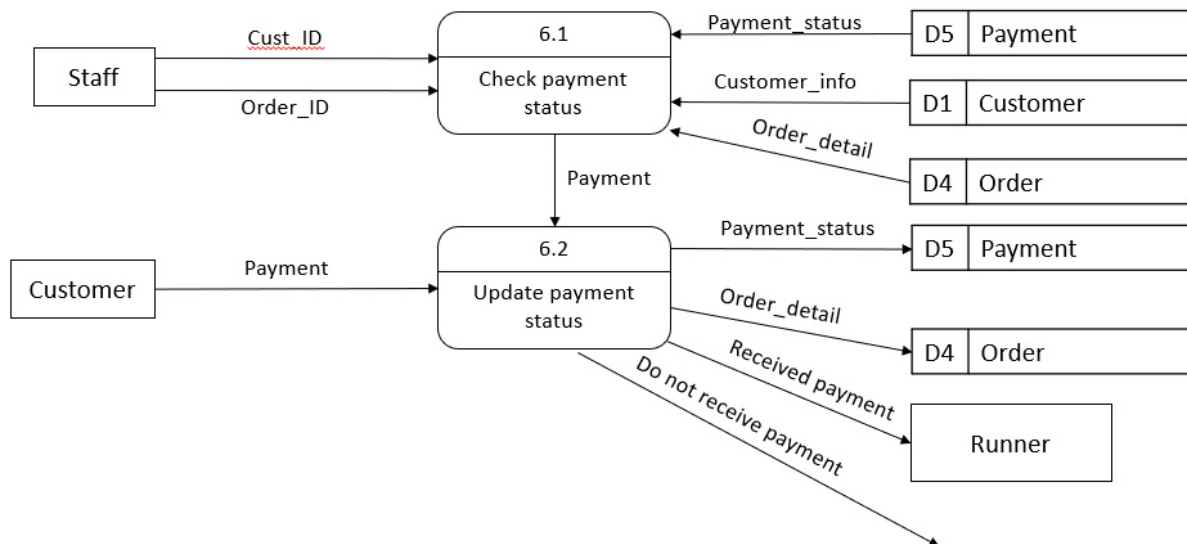 6.1
Payment_status
D5 Payment
Cust_ID
Staff
Check payment
status
Customer_info
D1 Customer
Order_ID
Order_detail
Payment
D4 Order
6.2
Payment_status
D5 Payment
Payment
Customer
Update payment
status
Order_detail
D4 Order
Received payment
Do not receive payment
Runner